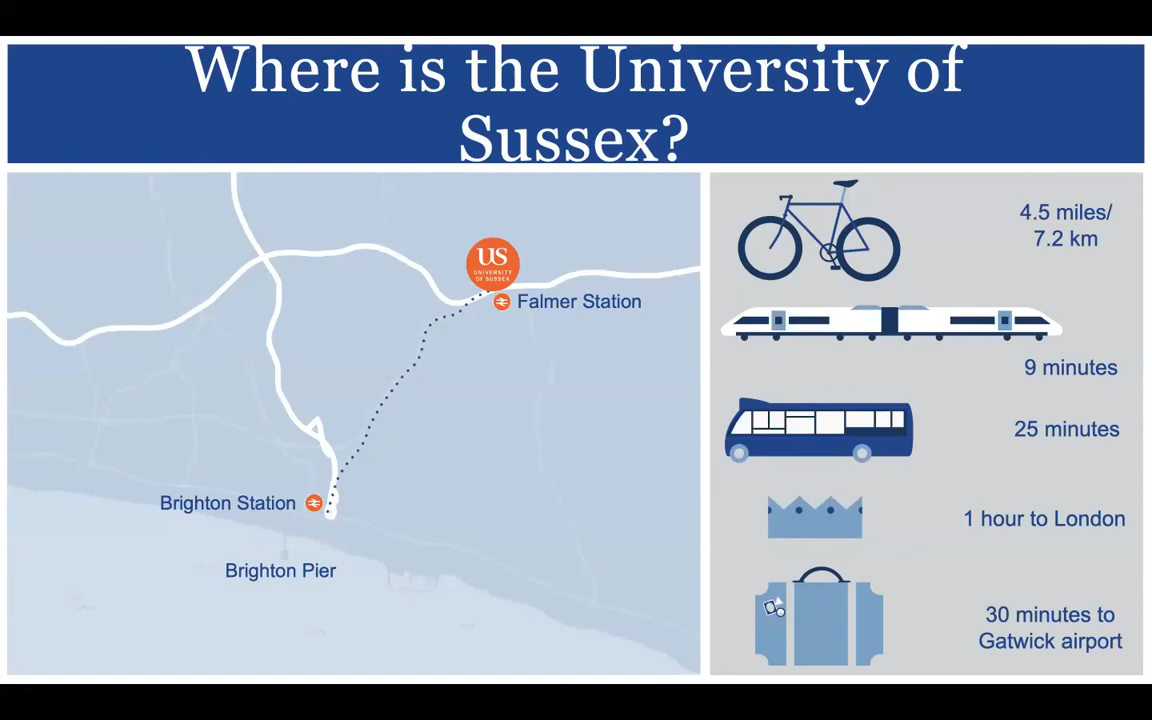 Where is the University of
Sussex?
US
UNIVERSITY
OF SUSSEX
Falmer Station
Brighton Station
Brighton Pier
4.5 miles/
7.2 km
9 minutes
25 minutes
1 hour to London
30 minutes to
Gatwick airport